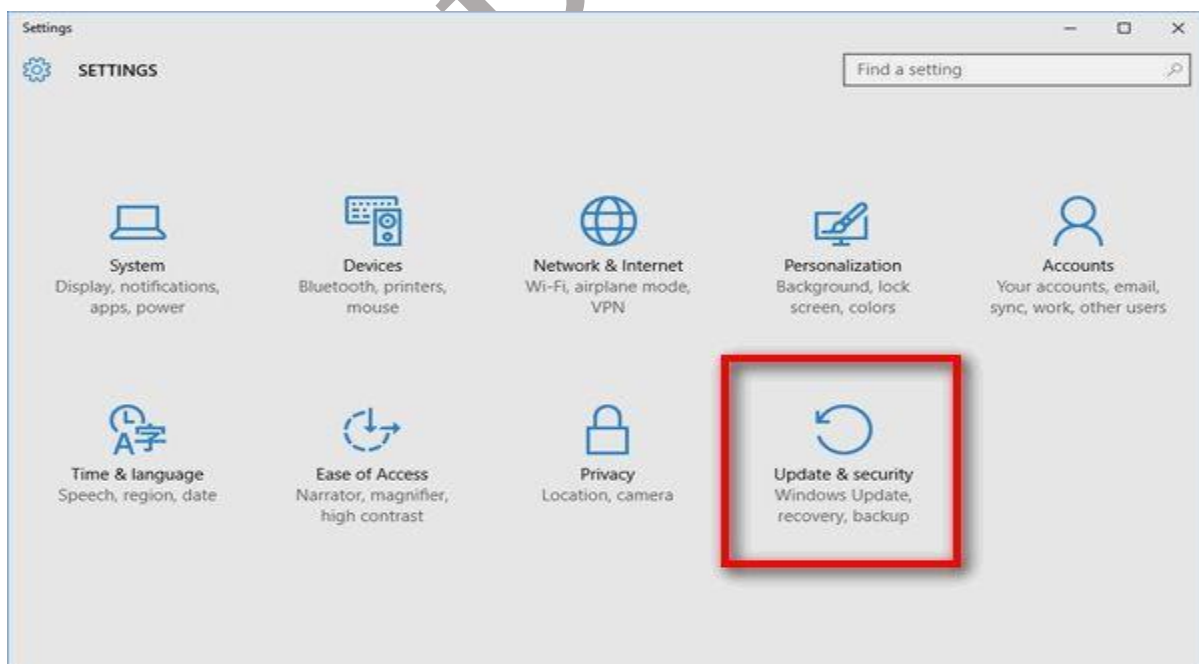 Settings
SETTINGS
Find a setting
System
Display, notifications,
apps, power
Devices
Bluetooth, printers,
mouse
Network & Internet
Wi-Fi, airplane mode,
VPN
Personalization
Background, lock
screen, colors
Accounts
Your accounts, email,
sync, work, other users
A字
Time & language
Speech, region, date
Ease of Access
Narrator, magnifier,
high contrast
Privacy
Location, camera
Update & security
Windows Update,
recovery, backup